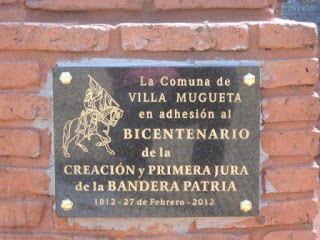 La Comuna de
VILLA MUGUETA
en adhesión al
BICENTENARIO
de la
CREACIÓN y PRIMERA JURA
de la BANDERA PATRIA
1812 - 27 de Febrero - 2012